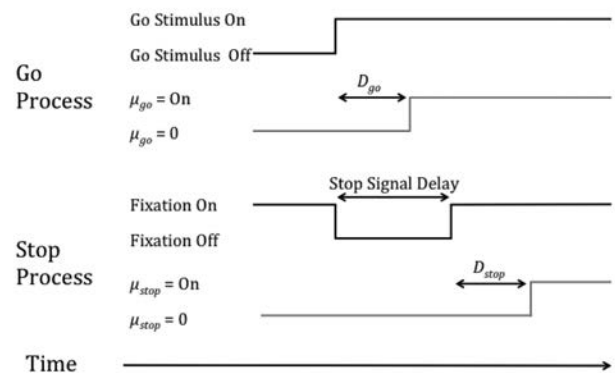 Go Stimulus On
Go Stimulus Off
Go
Process
D_go
μ_go = On
μ_go = 0
Stop Signal Delay
Fixation On
Fixation Off
Stop
Process
D_stop
μ_stop = On
μ_stop = 0
Time